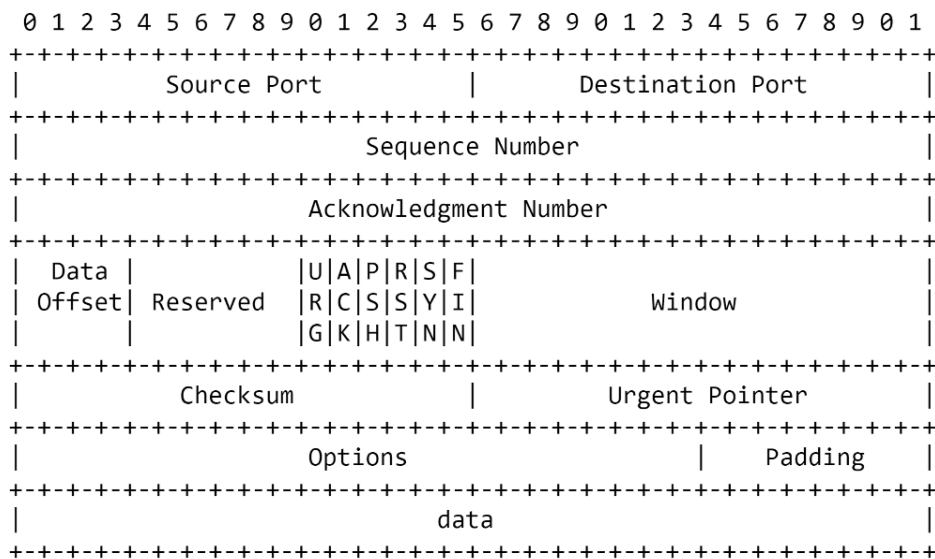 0 1 2 3 4 5 6 7 8 9 0 1 2 3 4 5 6 7 8 9 0 1 2 3 4 5 6 7 8 9 0 1
+-+-+-+-+-+-+-+-+-+-+-+-+-+-+-+-+-+-+-+-+-+-+-+-+-+-+-+-+-+-+-+-+
|          Source Port          |       Destination Port        |
+-+-+-+-+-+-+-+-+-+-+-+-+-+-+-+-+-+-+-+-+-+-+-+-+-+-+-+-+-+-+-+-+
|                        Sequence Number                        |
+-+-+-+-+-+-+-+-+-+-+-+-+-+-+-+-+-+-+-+-+-+-+-+-+-+-+-+-+-+-+-+-+
|                    Acknowledgment Number                      |
+-+-+-+-+-+-+-+-+-+-+-+-+-+-+-+-+-+-+-+-+-+-+-+-+-+-+-+-+-+-+-+-+
|  Data |           |U|A|P|R|S|F|                               |
| Offset| Reserved  |R|C|S|S|Y|I|            Window             |
|       |           |G|K|H|T|N|N|                               |
+-+-+-+-+-+-+-+-+-+-+-+-+-+-+-+-+-+-+-+-+-+-+-+-+-+-+-+-+-+-+-+-+
|           Checksum            |         Urgent Pointer        |
+-+-+-+-+-+-+-+-+-+-+-+-+-+-+-+-+-+-+-+-+-+-+-+-+-+-+-+-+-+-+-+-+
|                    Options                    |    Padding    |
+-+-+-+-+-+-+-+-+-+-+-+-+-+-+-+-+-+-+-+-+-+-+-+-+-+-+-+-+-+-+-+-+
|                             data                              |
+-+-+-+-+-+-+-+-+-+-+-+-+-+-+-+-+-+-+-+-+-+-+-+-+-+-+-+-+-+-+-+-+